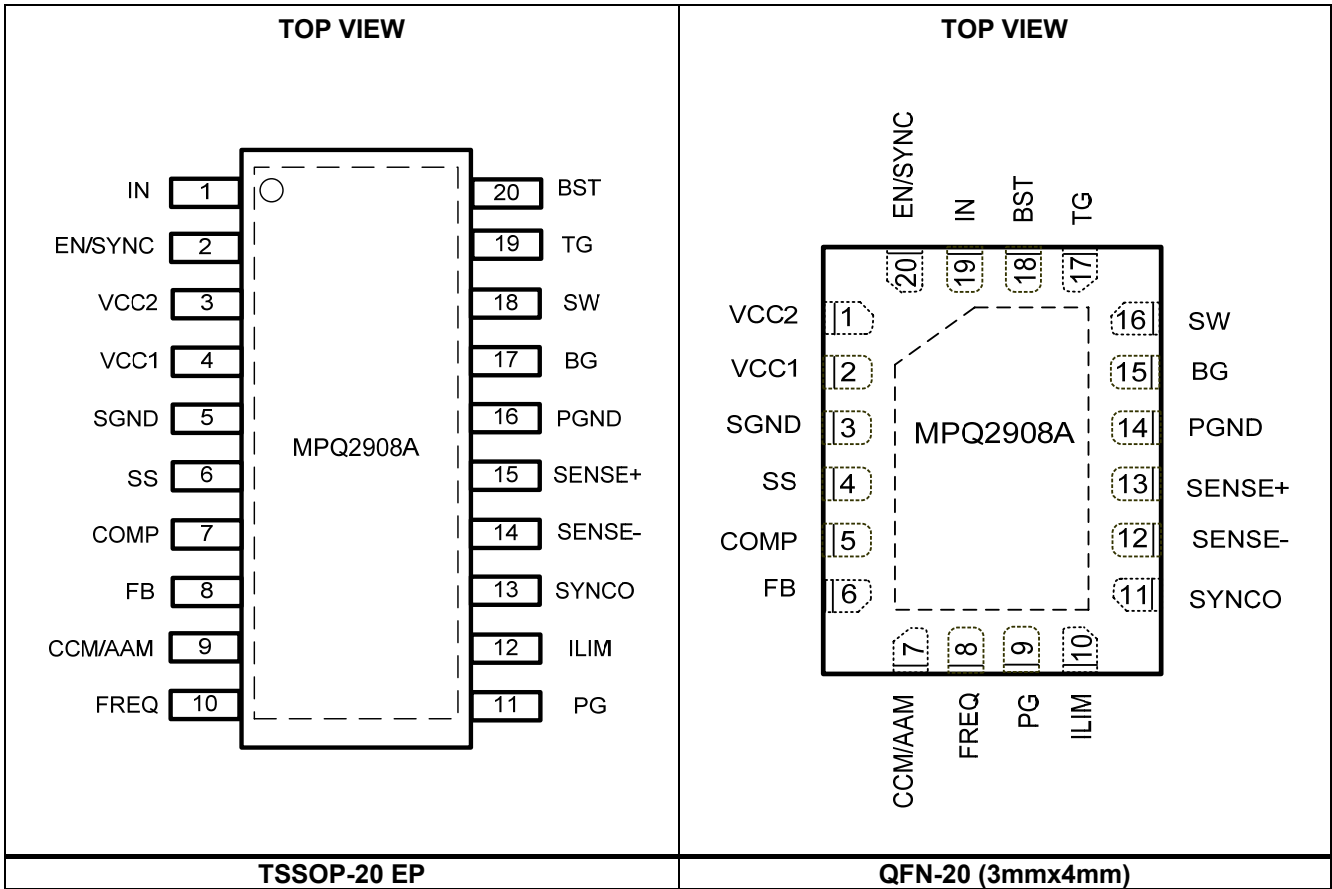 TOP VIEW
IN 1
EN/SYNC 2
VCC2 3
VCC1 4
SGND 5
SS 6
COMP 7
FB 8
CCM/AAM 9
FREQ 10
MPQ2908A
20 BST
19 TG
18 SW
17 BG
16 PGND
15 SENSE+
14 SENSE-
13 SYNCO
12 ILIM
11 PG
TSSOP-20 EP
TOP VIEW
EN/SYNC IN BST TG
20 19 18 17
VCC2 1
VCC1 2
SGND 3
SS 4
COMP 5
FB 6
MPQ2908A
16 SW
15 BG
14 PGND
13 SENSE+
12 SENSE-
11 SYNCO
7 8 9 10
CCM/AAM FREQ PG ILIM
QFN-20 (3mmx4mm)